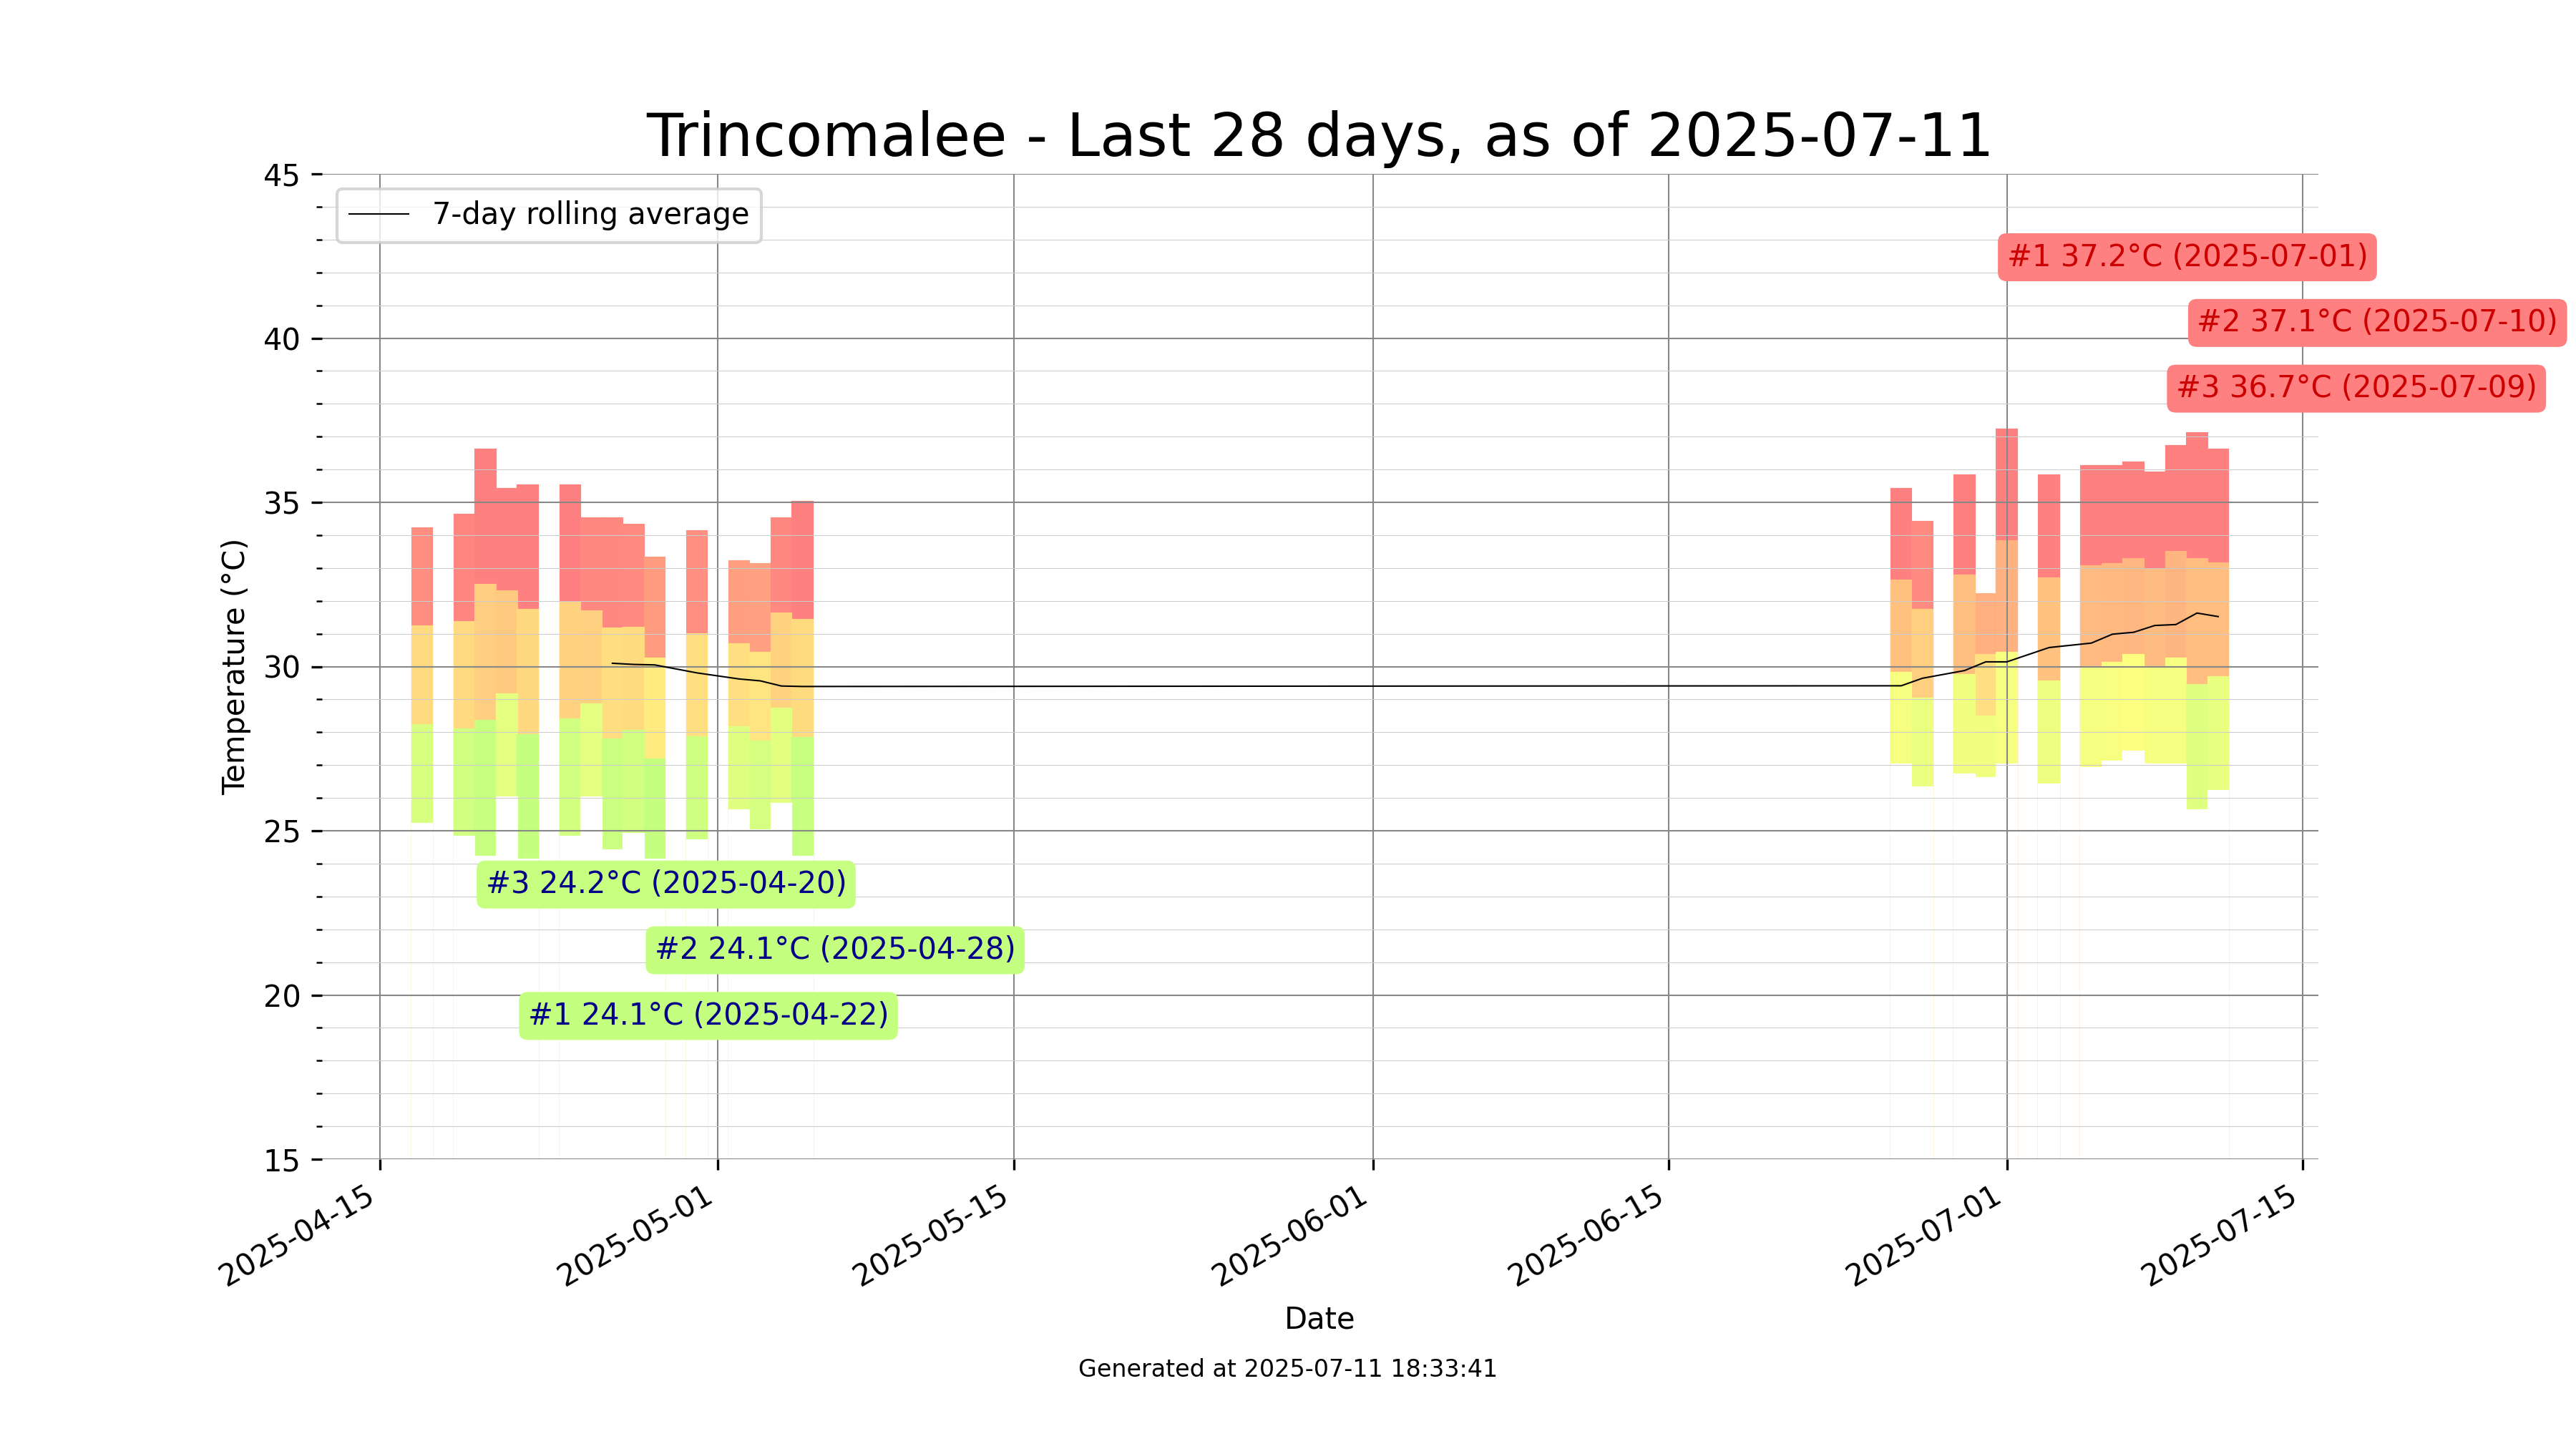 Trincomalee - Last 28 days, as of 2025-07-11
45
7-day rolling average
#1 37.2°C (2025-07-01)
#2 37.1°C (2025-07-10)
40
#3 36.7°C (2025-07-09)
35
Temperature (°C)
30
25
#3 24.2°C (2025-04-20)
#2 24.1°C (2025-04-28)
20
#1 24.1°C (2025-04-22)
15
2025-04-15
2025-05-01
2025-05-15
2025-06-01
2025-06-15
2025-07-01
2025-07-15
Date
Generated at 2025-07-11 18:33:41